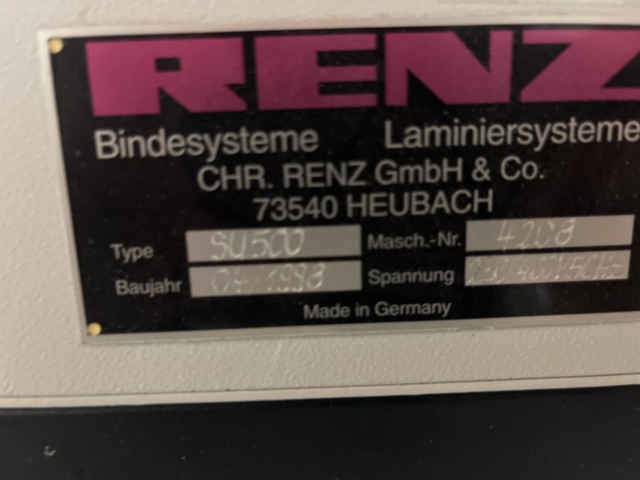 RENZ
Bindesysteme Laminiersysteme
CHR. RENZ GmbH & Co.
73540 HEUBACH
Type SU500 Masch.-Nr. 4208
Baujahr 04/1998 Spannung
Made in Germany